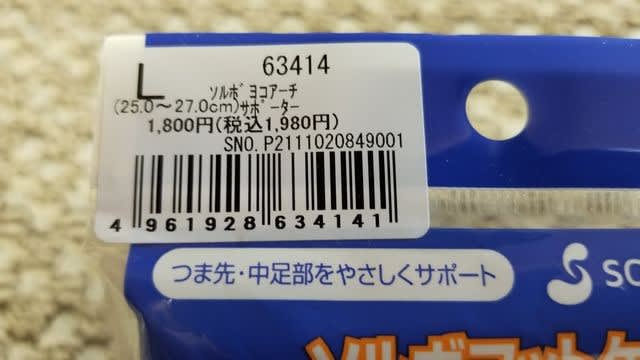 L 63414
ソルボ ヨコアーチ
(25.0～27.0cm)サポーター
1,800円(税込1,980円)
SNO. P2111020849001
4 961928 634141
つま先・中足部をやさしくサポート